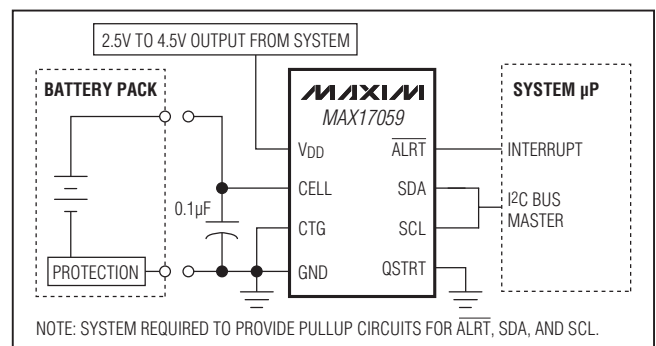 2.5V TO 4.5V OUTPUT FROM SYSTEM
BATTERY PACK
MAXIM
SYSTEM µP
MAX17059
VDD
ALRT
INTERRUPT
CELL
SDA
I2C BUS
MASTER
0.1µF
CTG
SCL
PROTECTION
GND
QSTRT
NOTE: SYSTEM REQUIRED TO PROVIDE PULLUP CIRCUITS FOR ALRT, SDA, AND SCL.